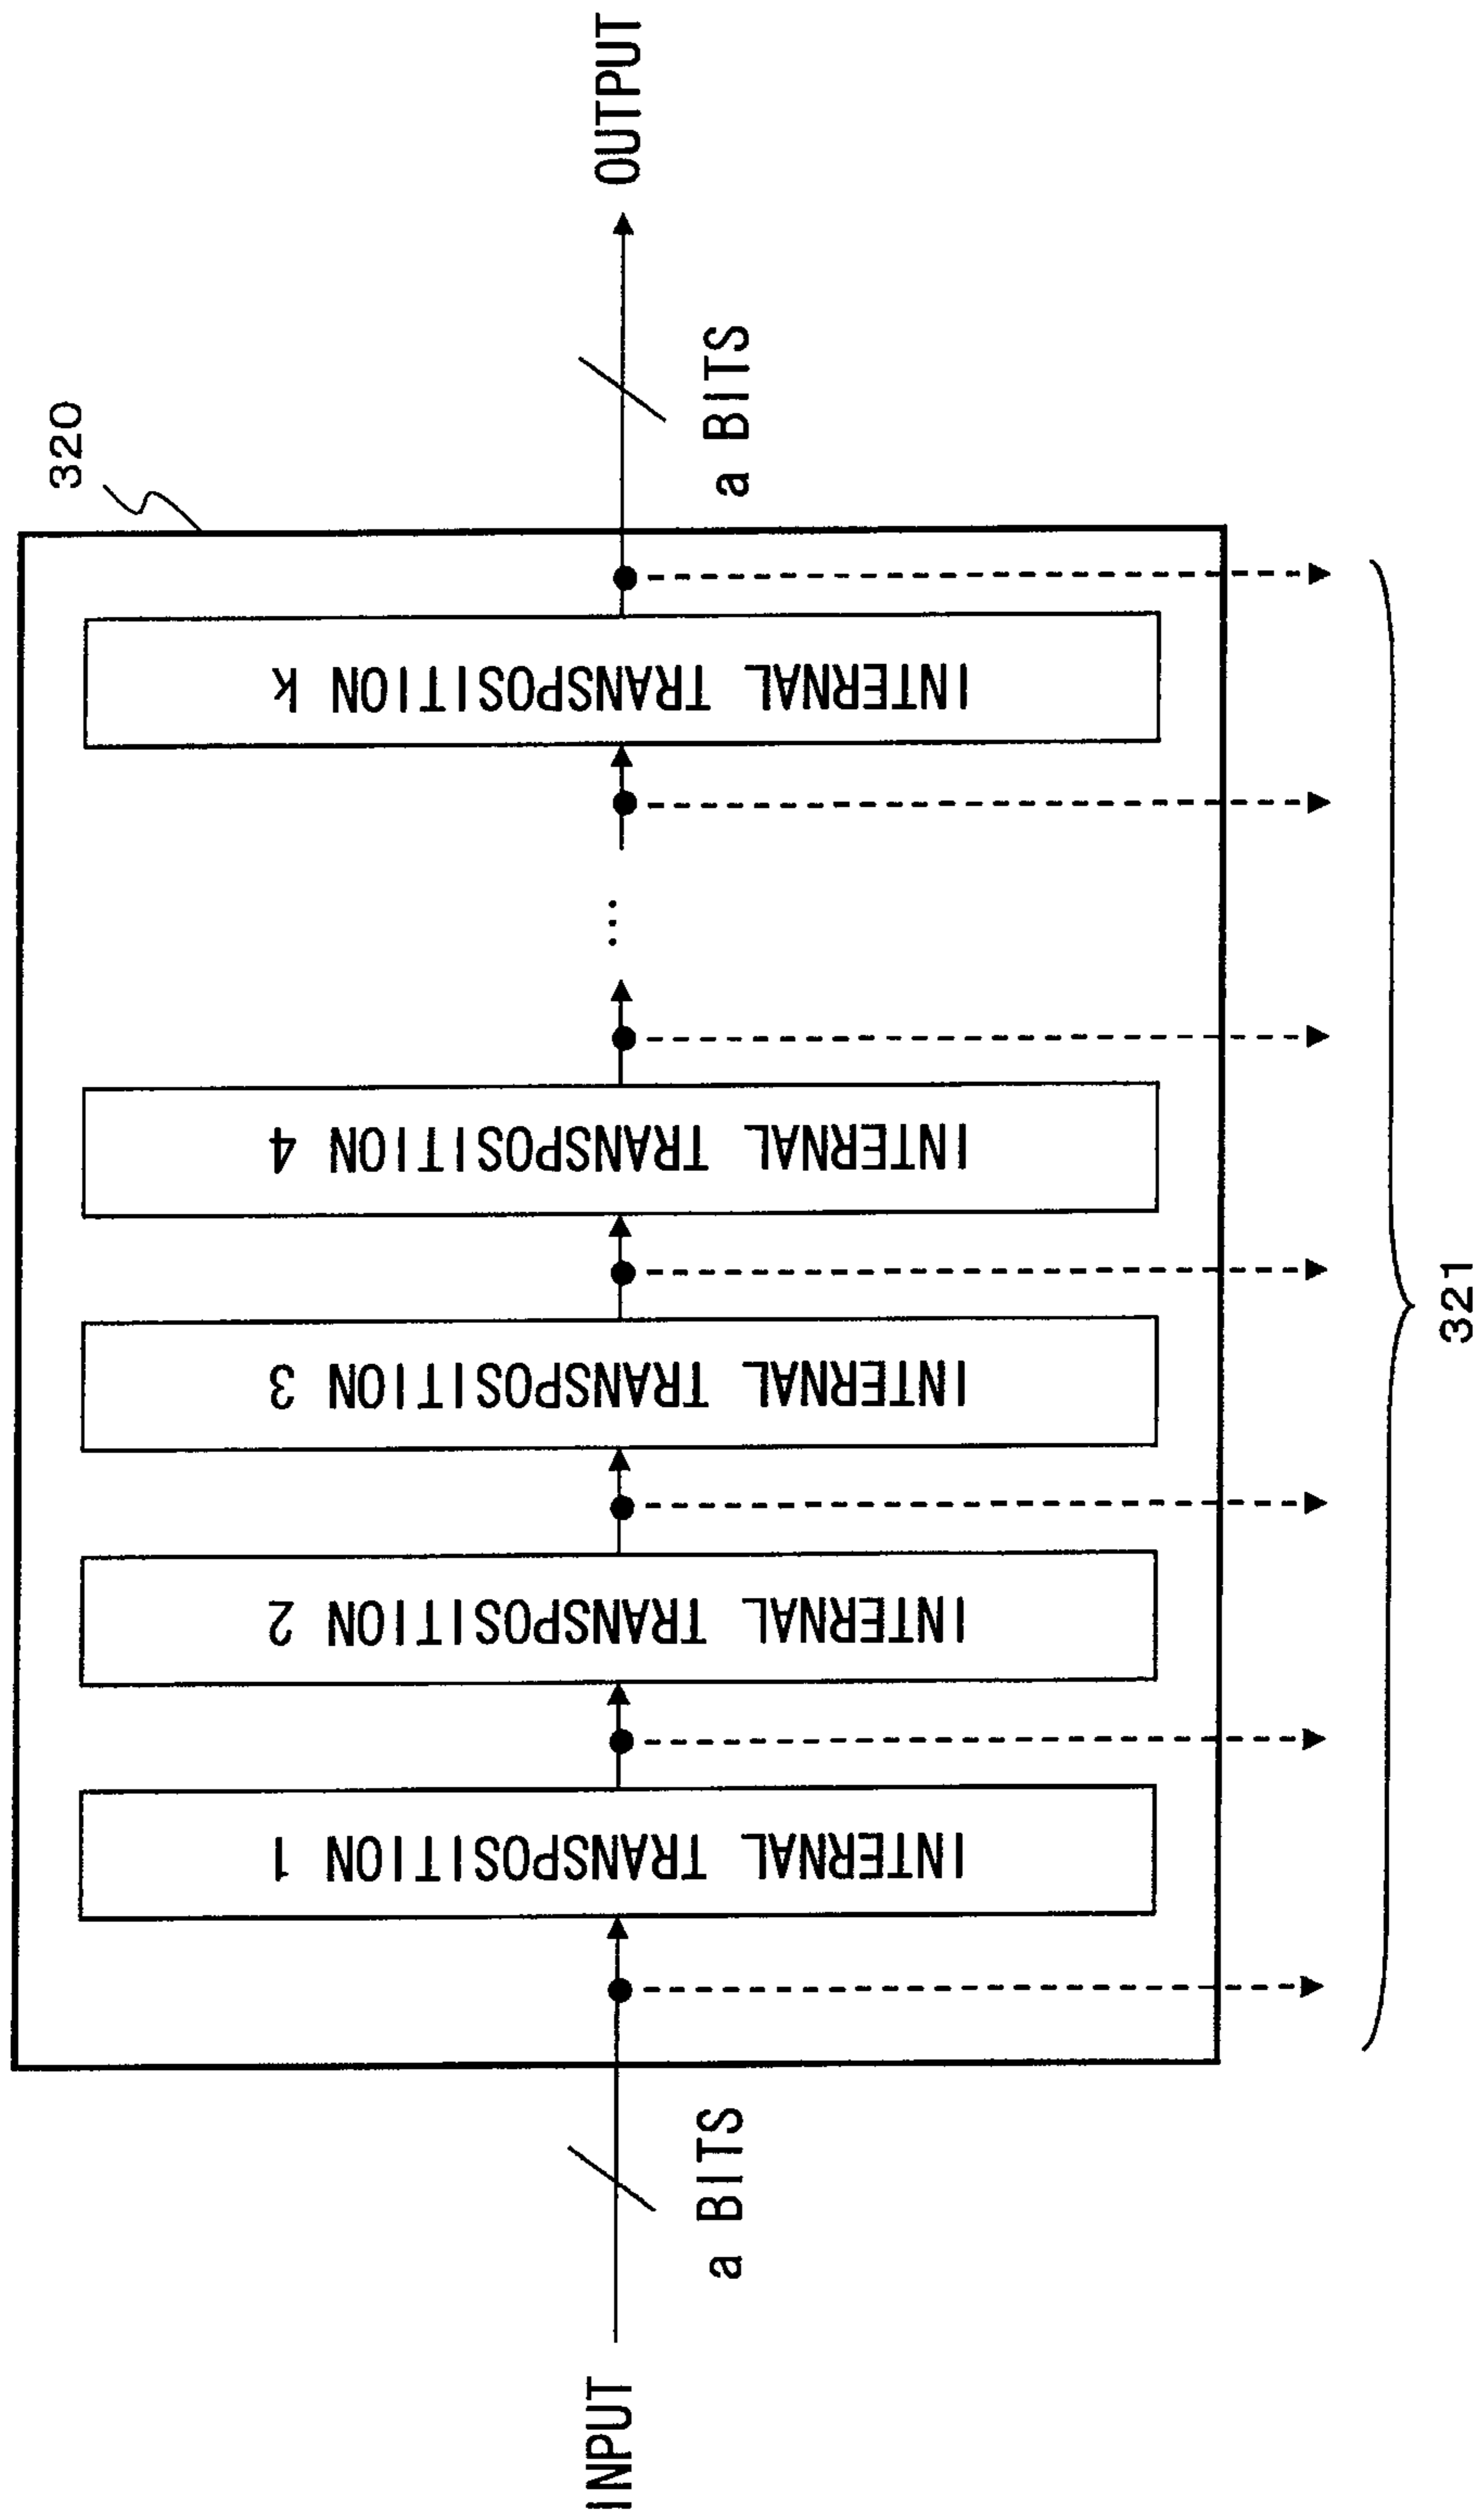 320
INPUT
a BITS
INTERNAL TRANSPOSITION 1
INTERNAL TRANSPOSITION 2
INTERNAL TRANSPOSITION 3
INTERNAL TRANSPOSITION 4
...
INTERNAL TRANSPOSITION k
a BITS
OUTPUT
321